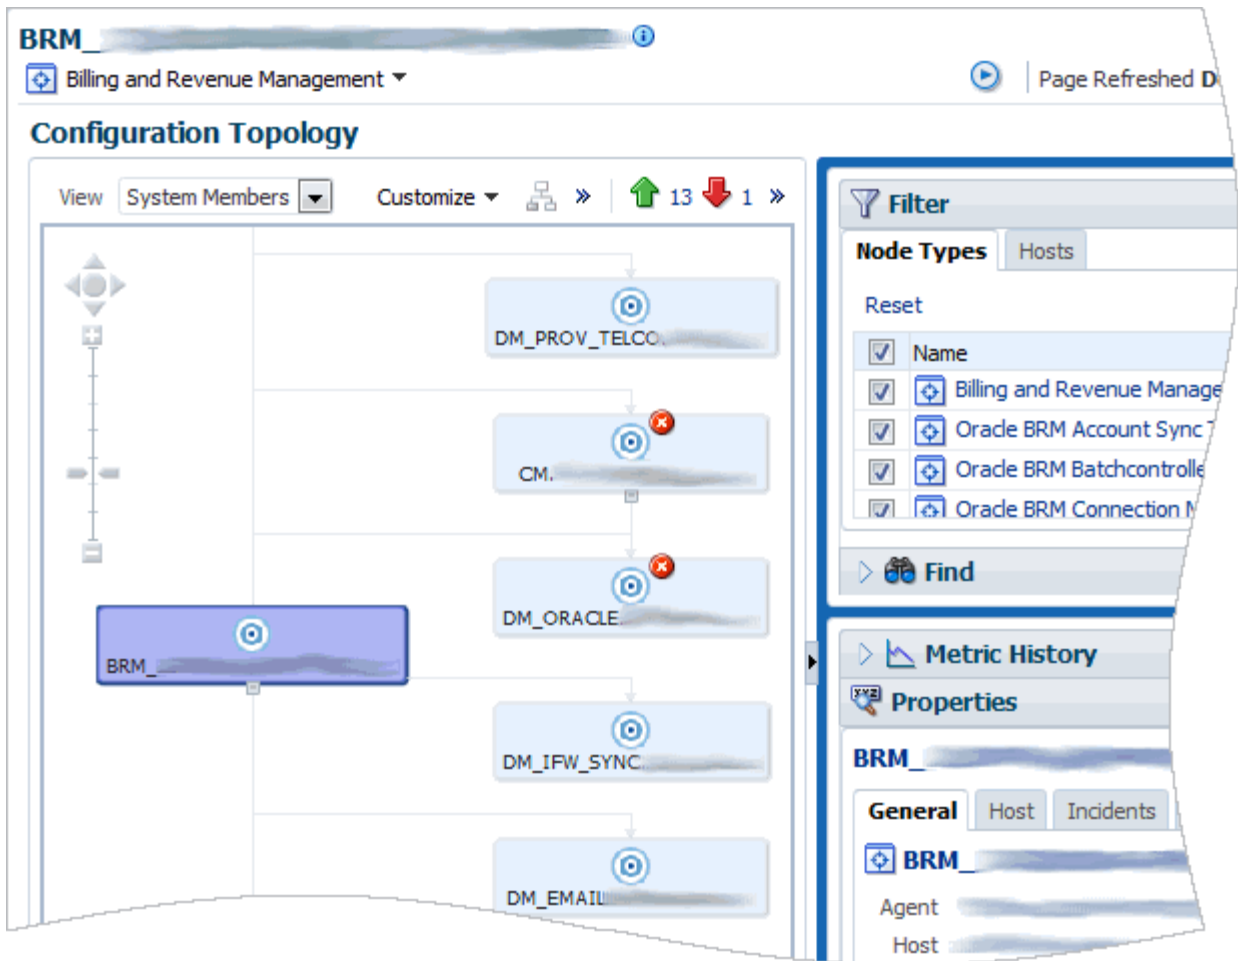 BRM_
Billing and Revenue Management
Page Refreshed
Configuration Topology
View System Members Customize 13 1
DM_PROV_TELCO
CM.
DM_ORACLE
BRM_
DM_IFW_SYNC
DM_EMAIL
Filter
Node Types Hosts
Reset
Name
Billing and Revenue Manage
Oracle BRM Account Sync
Oracle BRM Batchcontrolle
Oracle BRM Connection
Find
Metric History
Properties
BRM_
General Host Incidents
BRM_
Agent
Host